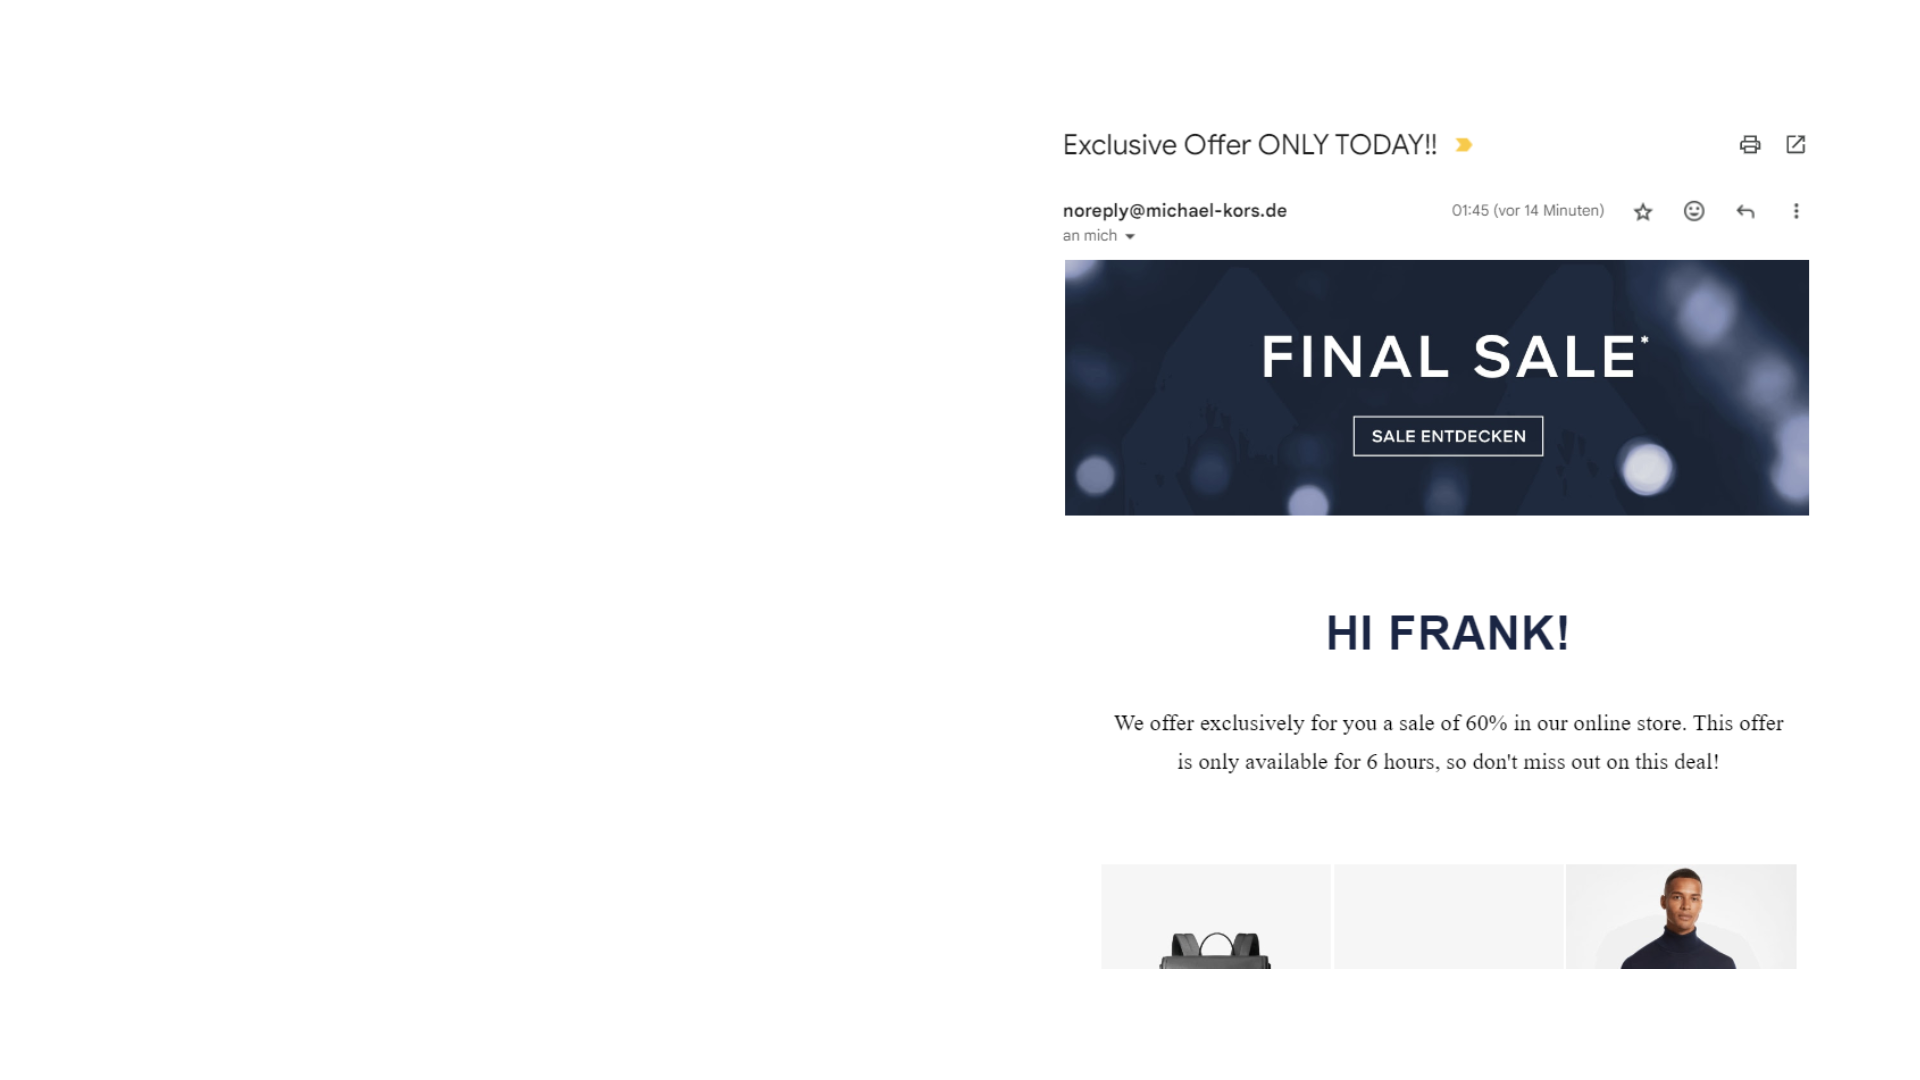 Exclusive Offer ONLY TODAY!!
noreply@michael-kors.de 01:45 (vor 14 Minuten)
an mich
FINAL SALE*
SALE ENTDECKEN
HI FRANK!
We offer exclusively for you a sale of 60% in our online store. This offer
is only available for 6 hours, so don't miss out on this deal!